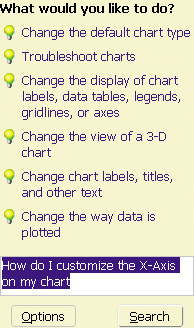 What would you like to do?
Change the default chart type
Troubleshoot charts
Change the display of chart
labels, data tables, legends,
gridlines, or axes
Change the view of a 3-D
chart
Change chart labels, titles,
and other text
Change the way data is
plotted
How do I customize the X-Axis
on my chart
Options
Search